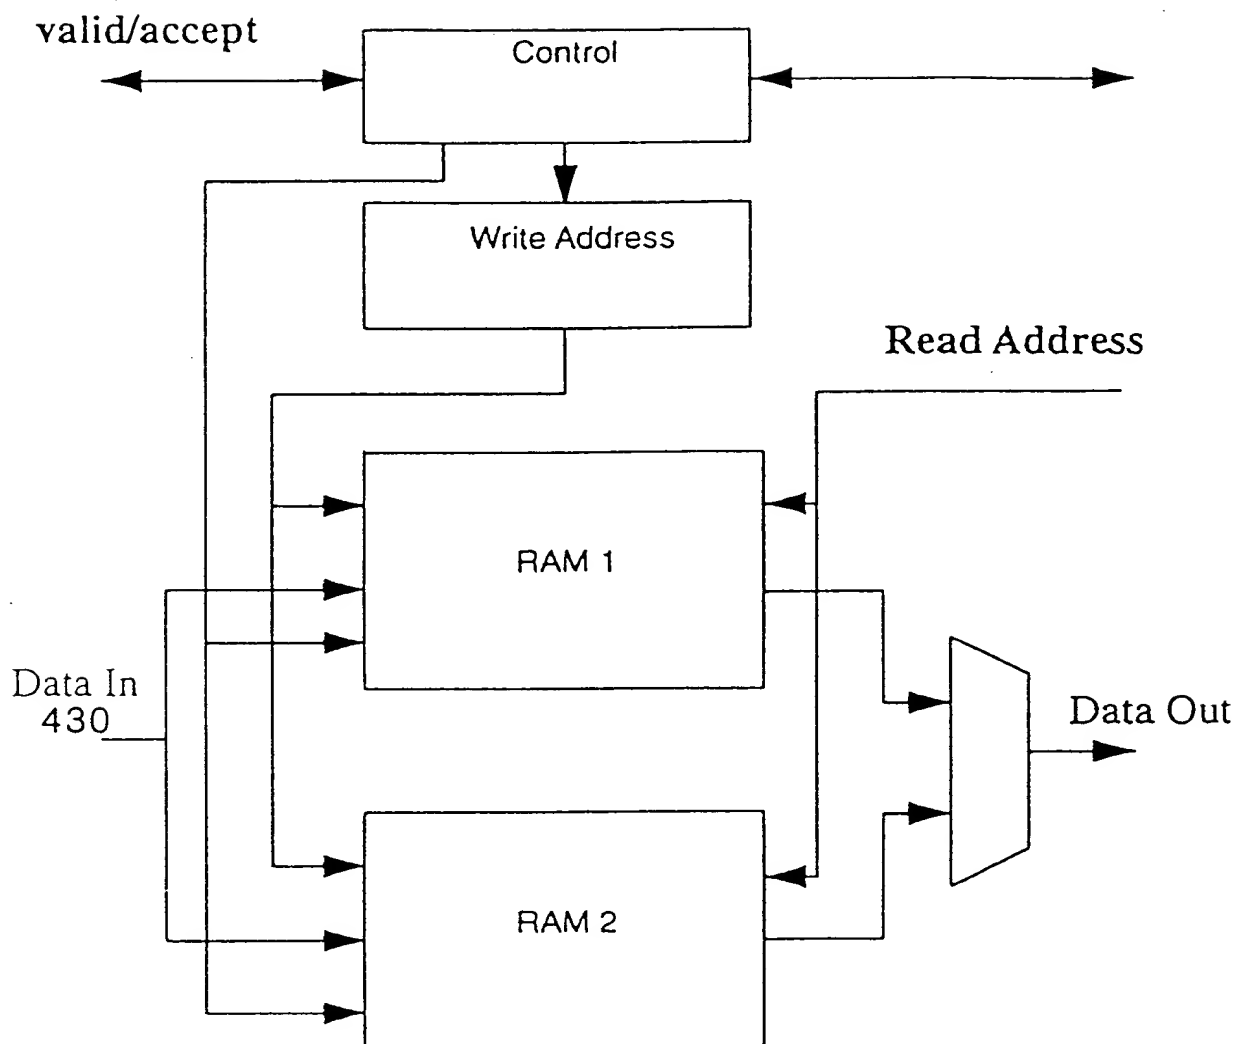 valid/accept
Control
Write Address
Read Address
RAM 1
Data In
430
Data Out
RAM 2